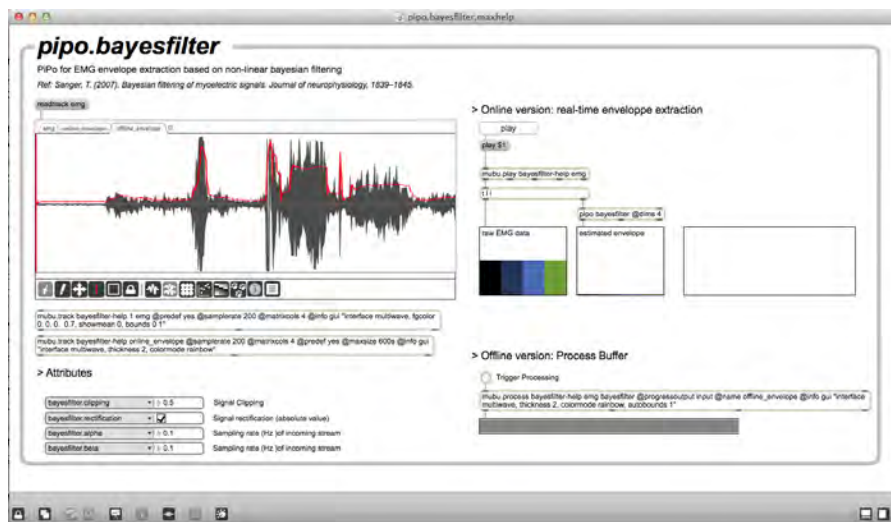 pipo.bayesfilter.maxhelp
pipo.bayesfilter
PiPo for EMG envelope extraction based on non-linear bayesian filtering
Ref: Sanger, T. (2007). Bayesian filtering of myoelectric signals. Journal of neurophysiology, 1839–1845.
readtrack emg
emg
offline_envelope
mubu.track bayesfilter-help 1 emg @predef yes @samplerate 200 @matrixcols 4 @info gui "interface multiwave, fgcolor
0. 0. 0. 0.7, showmean 0, bounds 0 1"
mubu.track bayesfilter-help online_envelope @samplerate 200 @matrixcols 4 @predef yes @maxsize 600s @info gui
"interface multiwave, thickness 2, colormode rainbow"
> Attributes
bayesfilter.clipping 0.5 Signal Clipping
bayesfilter.rectification Signal rectification (absolute value)
bayesfilter.alpha 0.1 Sampling rate (Hz )of incoming stream
bayesfilter.beta 0.1 Sampling rate (Hz )of incoming stream
> Online version: real-time enveloppe extraction
play
play $1
mubu.play bayesfilter-help emg
t l l
pipo bayesfilter @dims 4
raw EMG data
estimated envelope
> Offline version: Process Buffer
Trigger Processing
mubu.process bayesfilter-help emg bayesfilter @progressoutput input @name offline_envelope @info gui "interface
multiwave, thickness 2, colormode rainbow, autobounds 1"